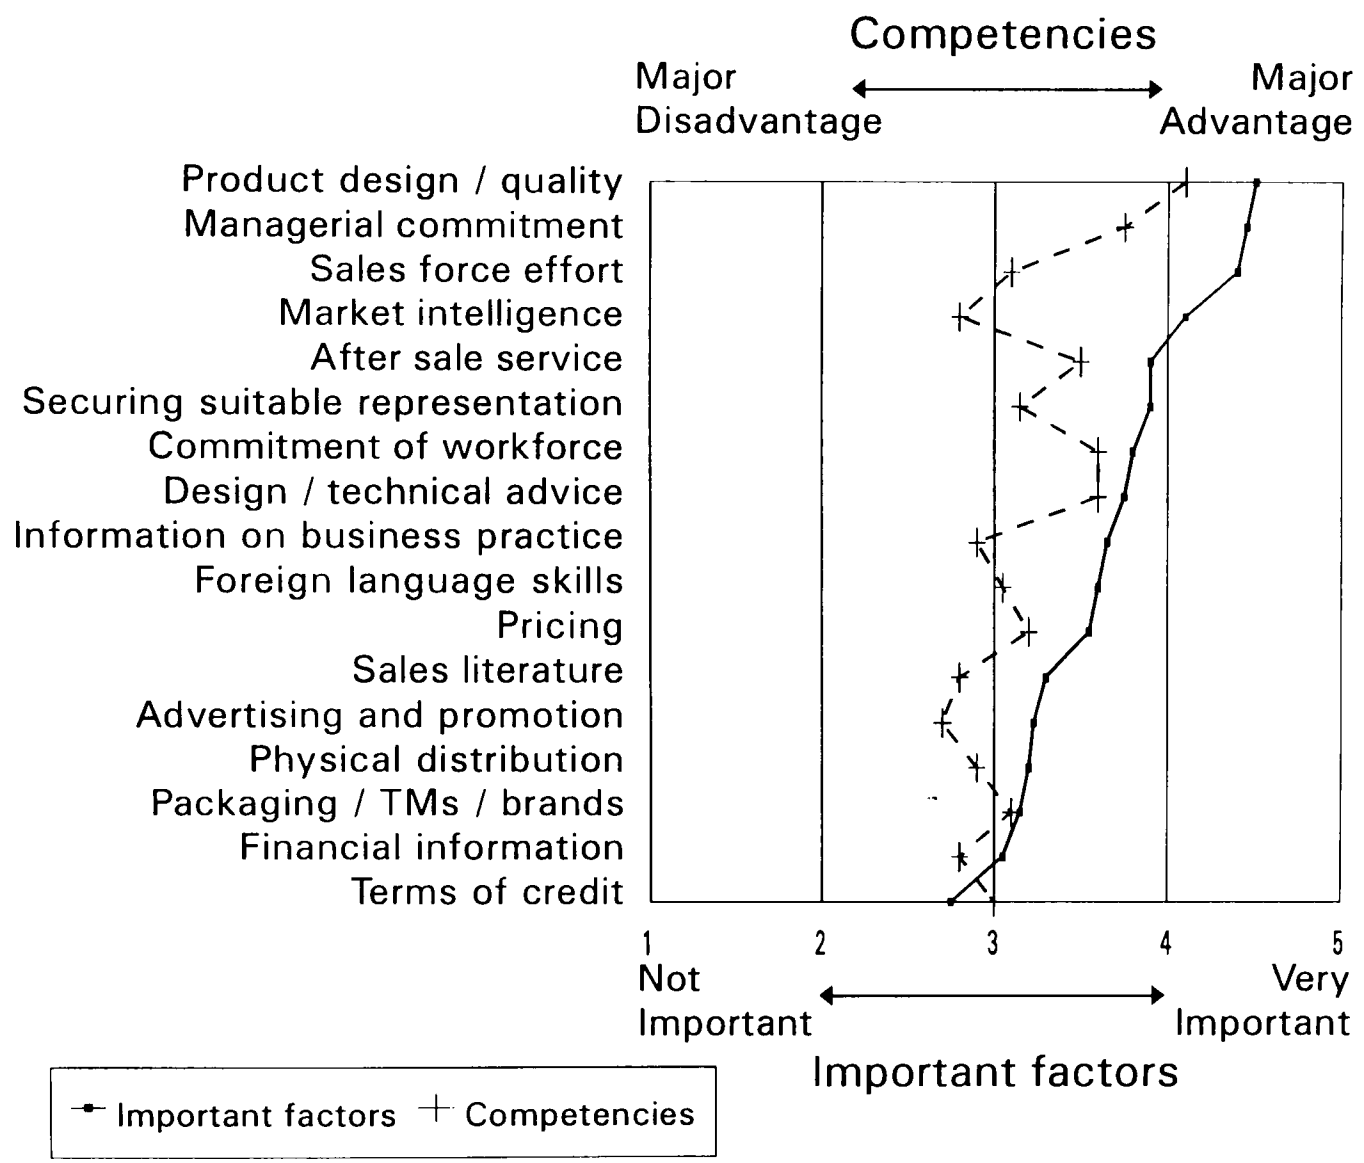 Competencies
Major Major
Disadvantage Advantage
Product design / quality
Managerial commitment
Sales force effort
Market intelligence
After sale service
Securing suitable representation
Commitment of workforce
Design / technical advice
Information on business practice
Foreign language skills
Pricing
Sales literature
Advertising and promotion
Physical distribution
Packaging / TMs / brands
Financial information
Terms of credit
1 2 3 4 5
Not Very
Important Important
Important factors
Important factors Competencies